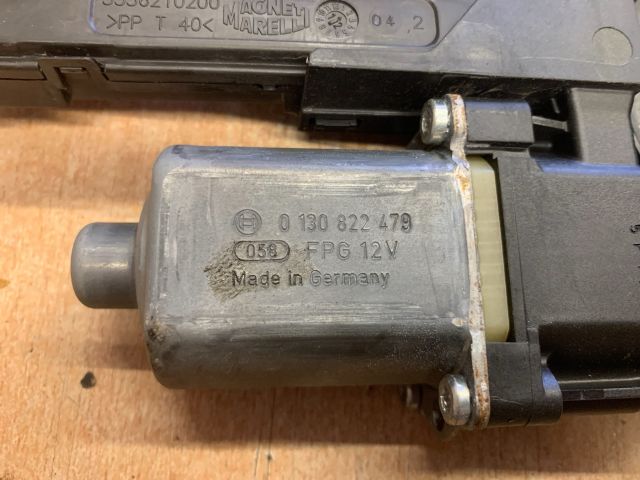 >PP T 40<
MAGNETI
MARELLI
04 2
0 130 822 479
058 FPG 12V
Made in Germany